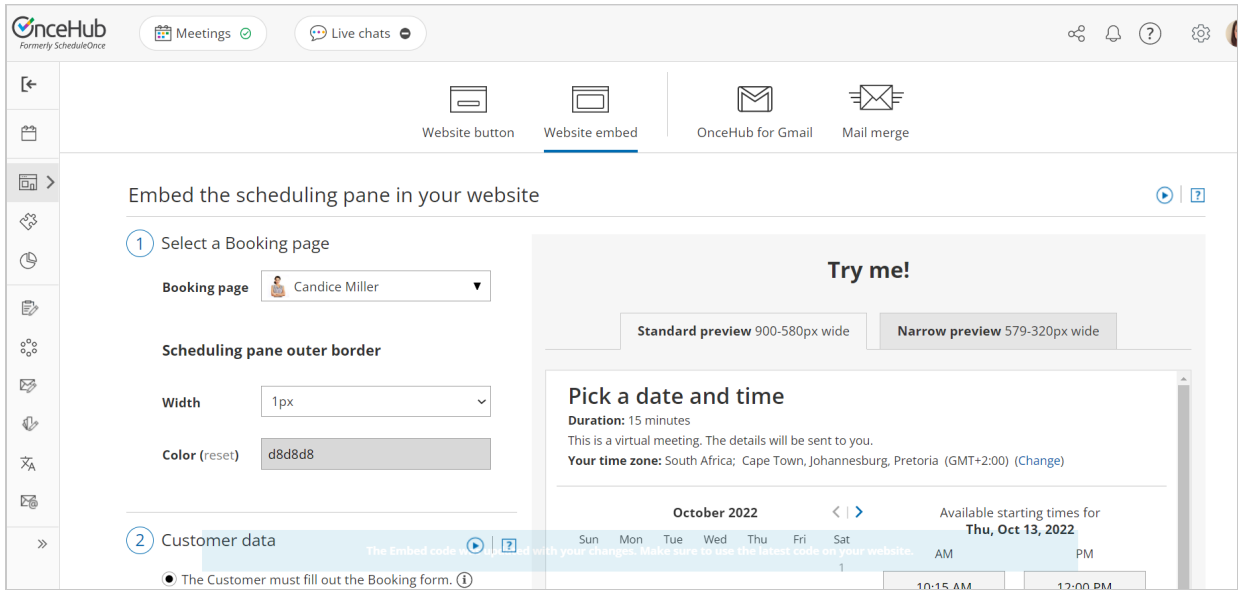 OnceHub
Formerly ScheduleOnce
Meetings
Live chats
?
Website button
Website embed
OnceHub for Gmail
Mail merge
Embed the scheduling pane in your website
?
1 Select a Booking page
Booking page
Candice Miller
Scheduling pane outer border
Width
1px
Color (reset)
d8d8d8
2 Customer data
?
The Customer must fill out the Booking form.
Try me!
Standard preview 900-580px wide
Narrow preview 579-320px wide
Pick a date and time
Duration: 15 minutes
This is a virtual meeting. The details will be sent to you.
Your time zone: South Africa; Cape Town, Johannesburg, Pretoria (GMT+2:00) (Change)
October 2022
Sun Mon Tue Wed Thu Fri Sat
1
Available starting times for
Thu, Oct 13, 2022
AM PM
10:15 AM 12:00 PM
The Embed code with your changes. Make sure to use the latest code on your website.